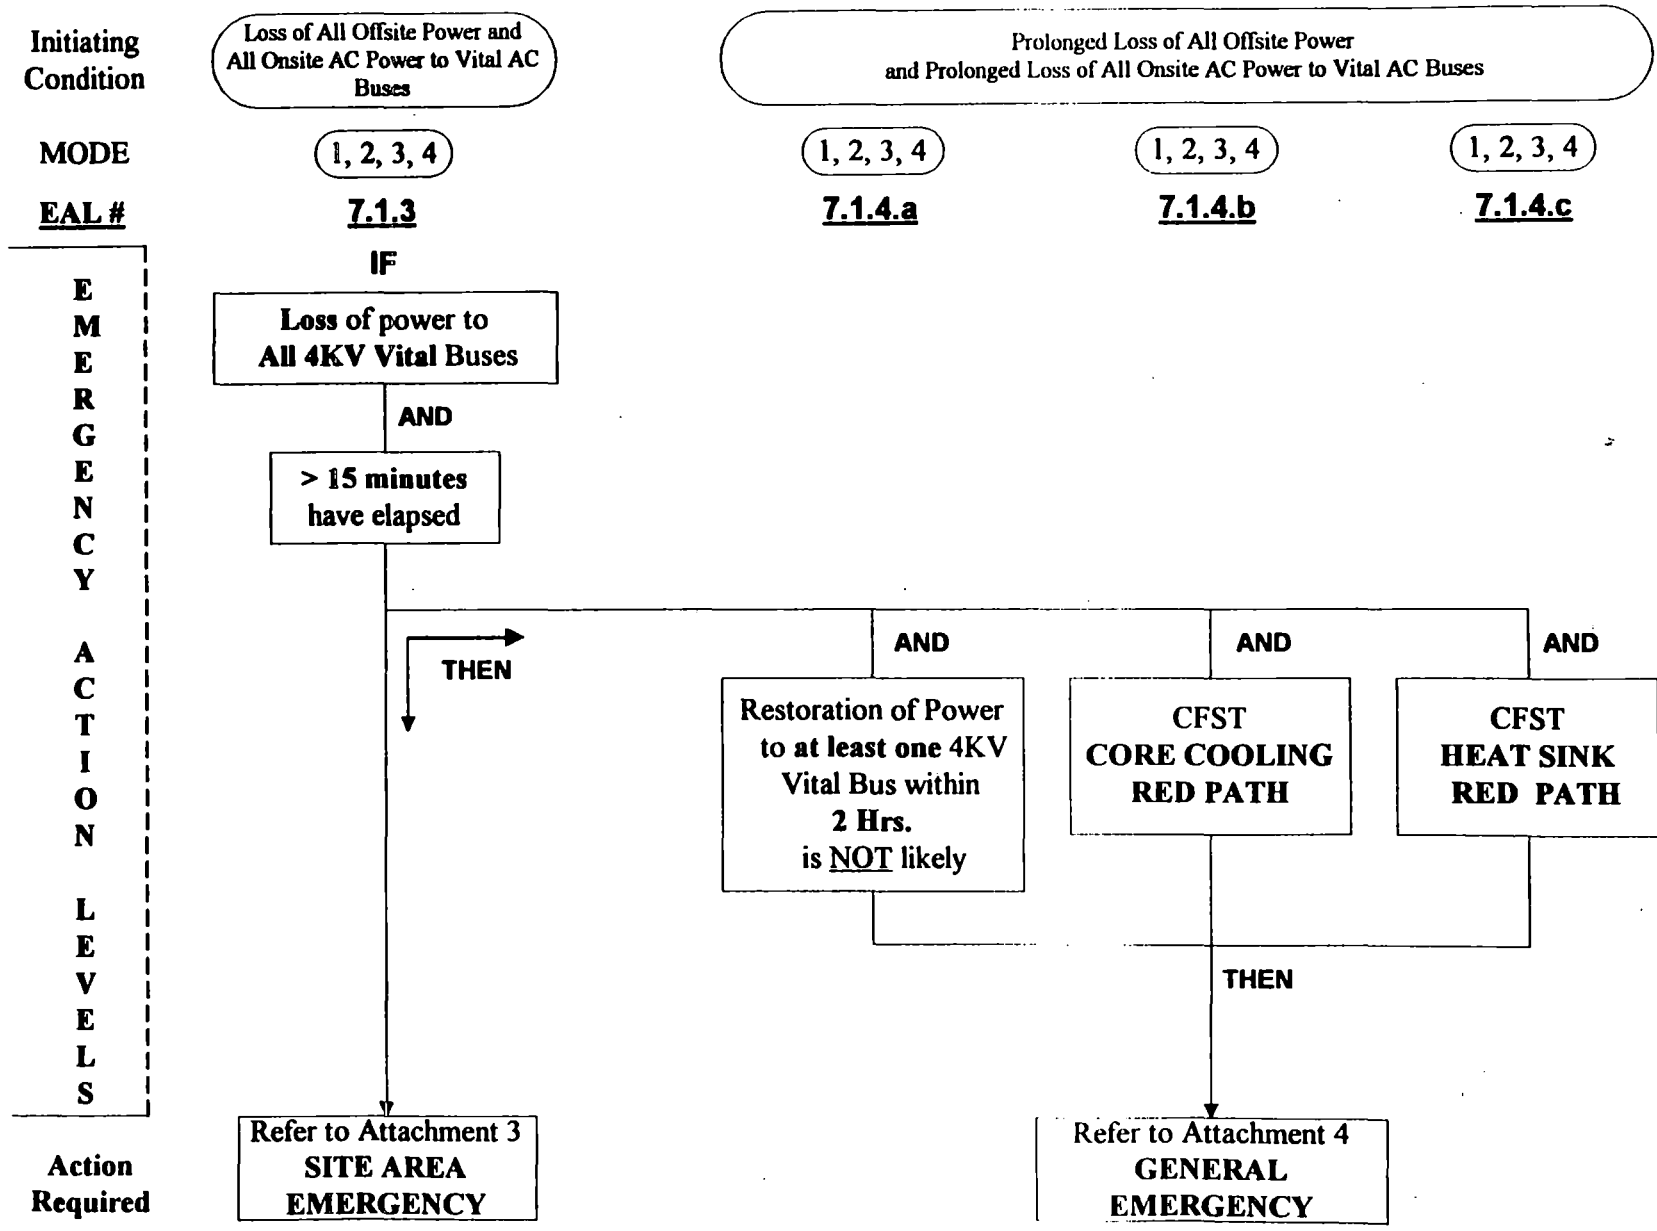 Initiating
Condition
Loss of All Offsite Power and
All Onsite AC Power to Vital AC
Buses
Prolonged Loss of All Offsite Power
and Prolonged Loss of All Onsite AC Power to Vital AC Buses
MODE
1, 2, 3, 4
1, 2, 3, 4
1, 2, 3, 4
1, 2, 3, 4
EAL #
7.1.3
7.1.4.a
7.1.4.b
7.1.4.c
E
M
E
R
G
E
N
C
Y
A
C
T
I
O
N
L
E
V
E
L
S
IF
Loss of power to
All 4KV Vital Buses
AND
> 15 minutes
have elapsed
THEN
AND
AND
AND
Restoration of Power
to at least one 4KV
Vital Bus within
2 Hrs.
is NOT likely
CFST
CORE COOLING
RED PATH
CFST
HEAT SINK
RED PATH
THEN
Action
Required
Refer to Attachment 3
SITE AREA
EMERGENCY
Refer to Attachment 4
GENERAL
EMERGENCY